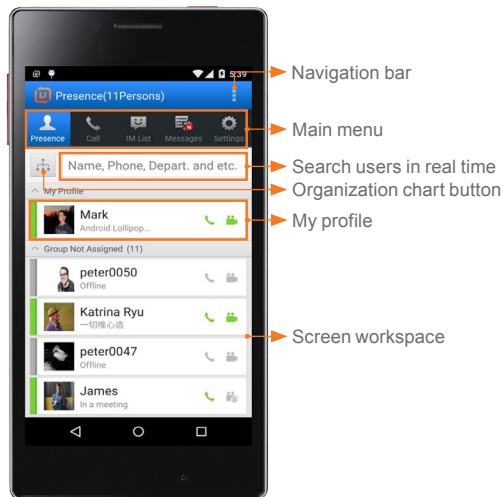 5:39
Presence(11Persons)
Navigation bar
Presence
Call
IM List
Messages
N
Settings
Main menu
Name, Phone, Depart. and etc.
Search users in real time
Organization chart button
My Profile
Mark
Android Lollipop...
My profile
Group Not Assigned (11)
peter0050
Offline
Katrina Ryu
一切唯心造
peter0047
Offline
Screen workspace
James
In a meeting